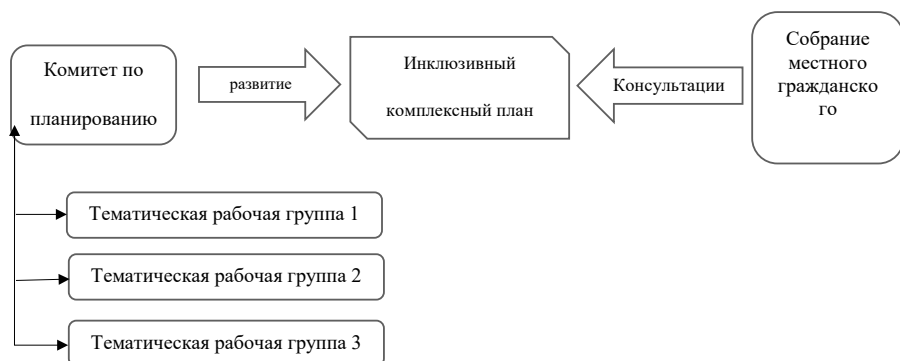 Комитет по
планированию
развитие
Инклюзивный
комплексный план
Консультации
Собрание
местного
гражданско
го
Тематическая рабочая группа 1
Тематическая рабочая группа 2
Тематическая рабочая группа 3